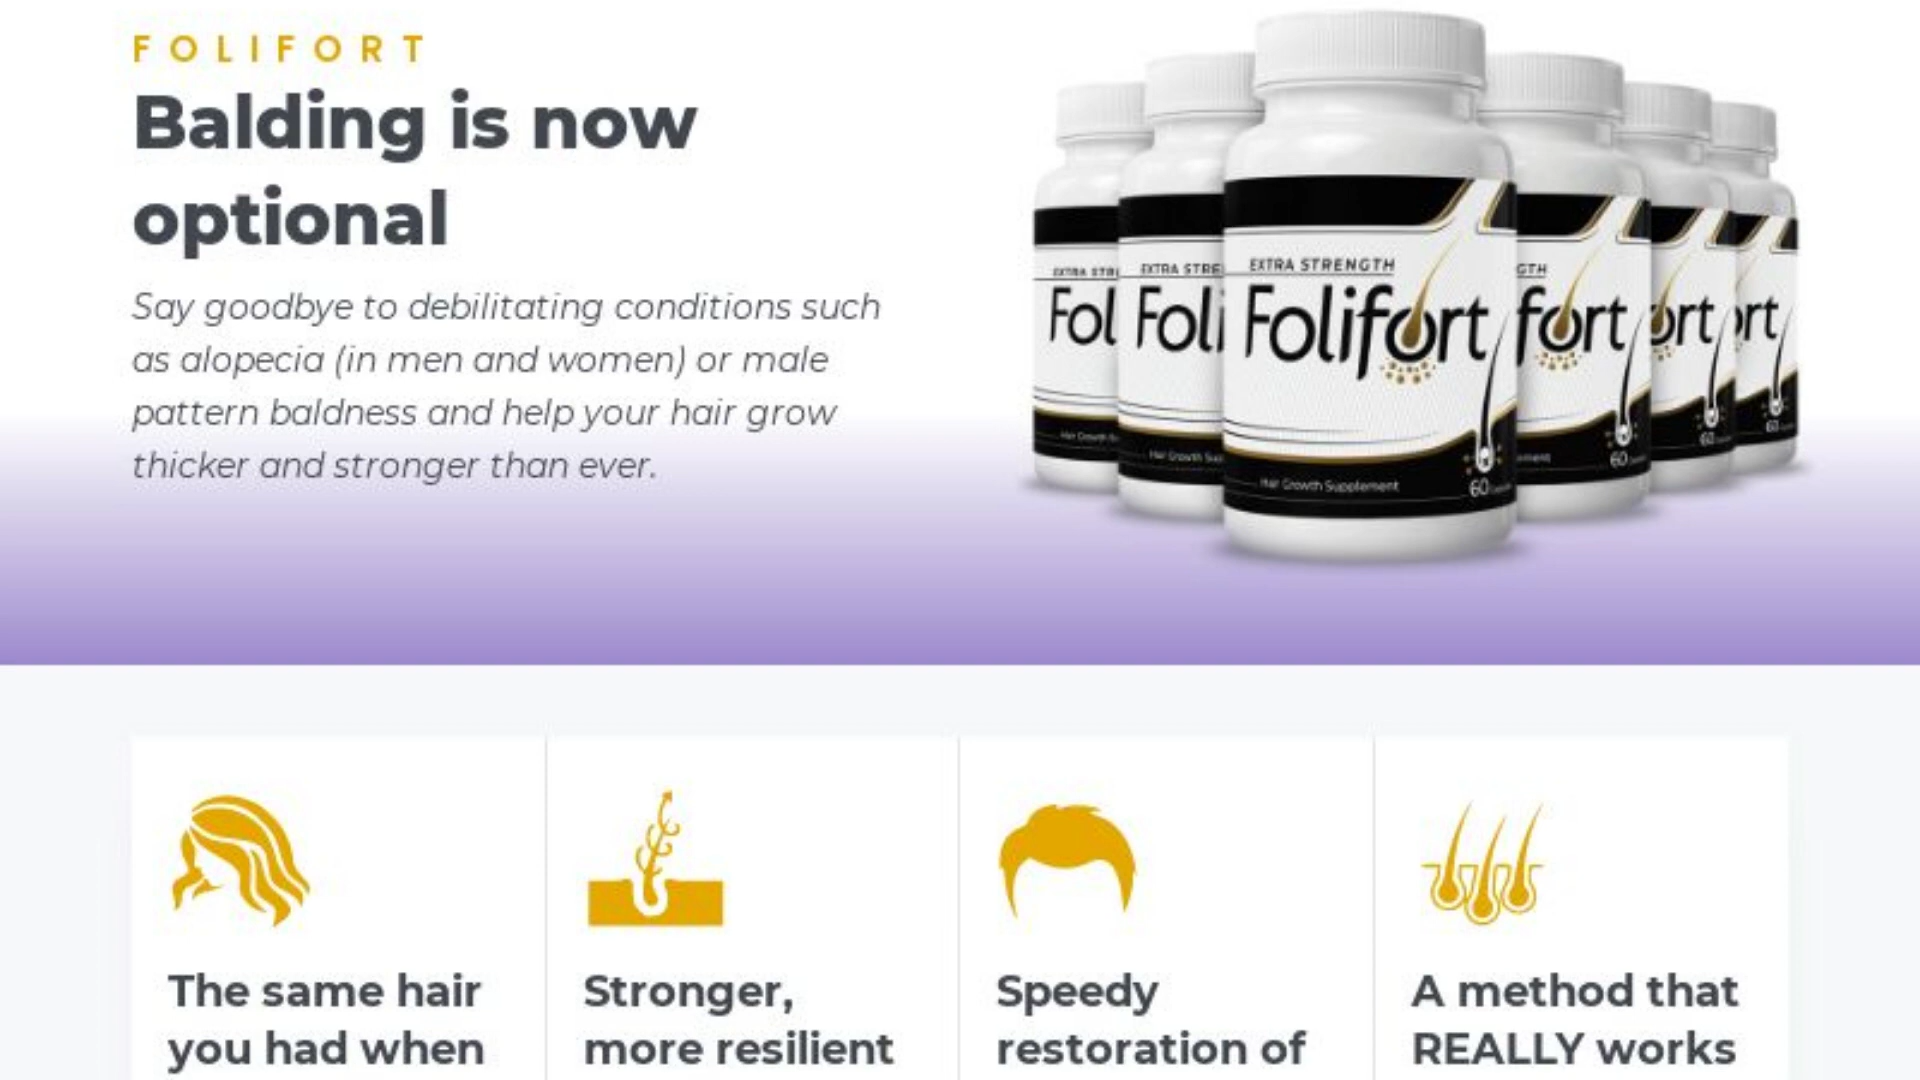 FOLIFORT
Balding is now
optional
Say goodbye to debilitating conditions such
as alopecia (in men and women) or male
pattern baldness and help your hair grow
thicker and stronger than ever.
EXTRA STRENGTH
Folifort
Hair Growth Supplement
60
The same hair
you had when
Stronger,
more resilient
Speedy
restoration of
A method that
REALLY works